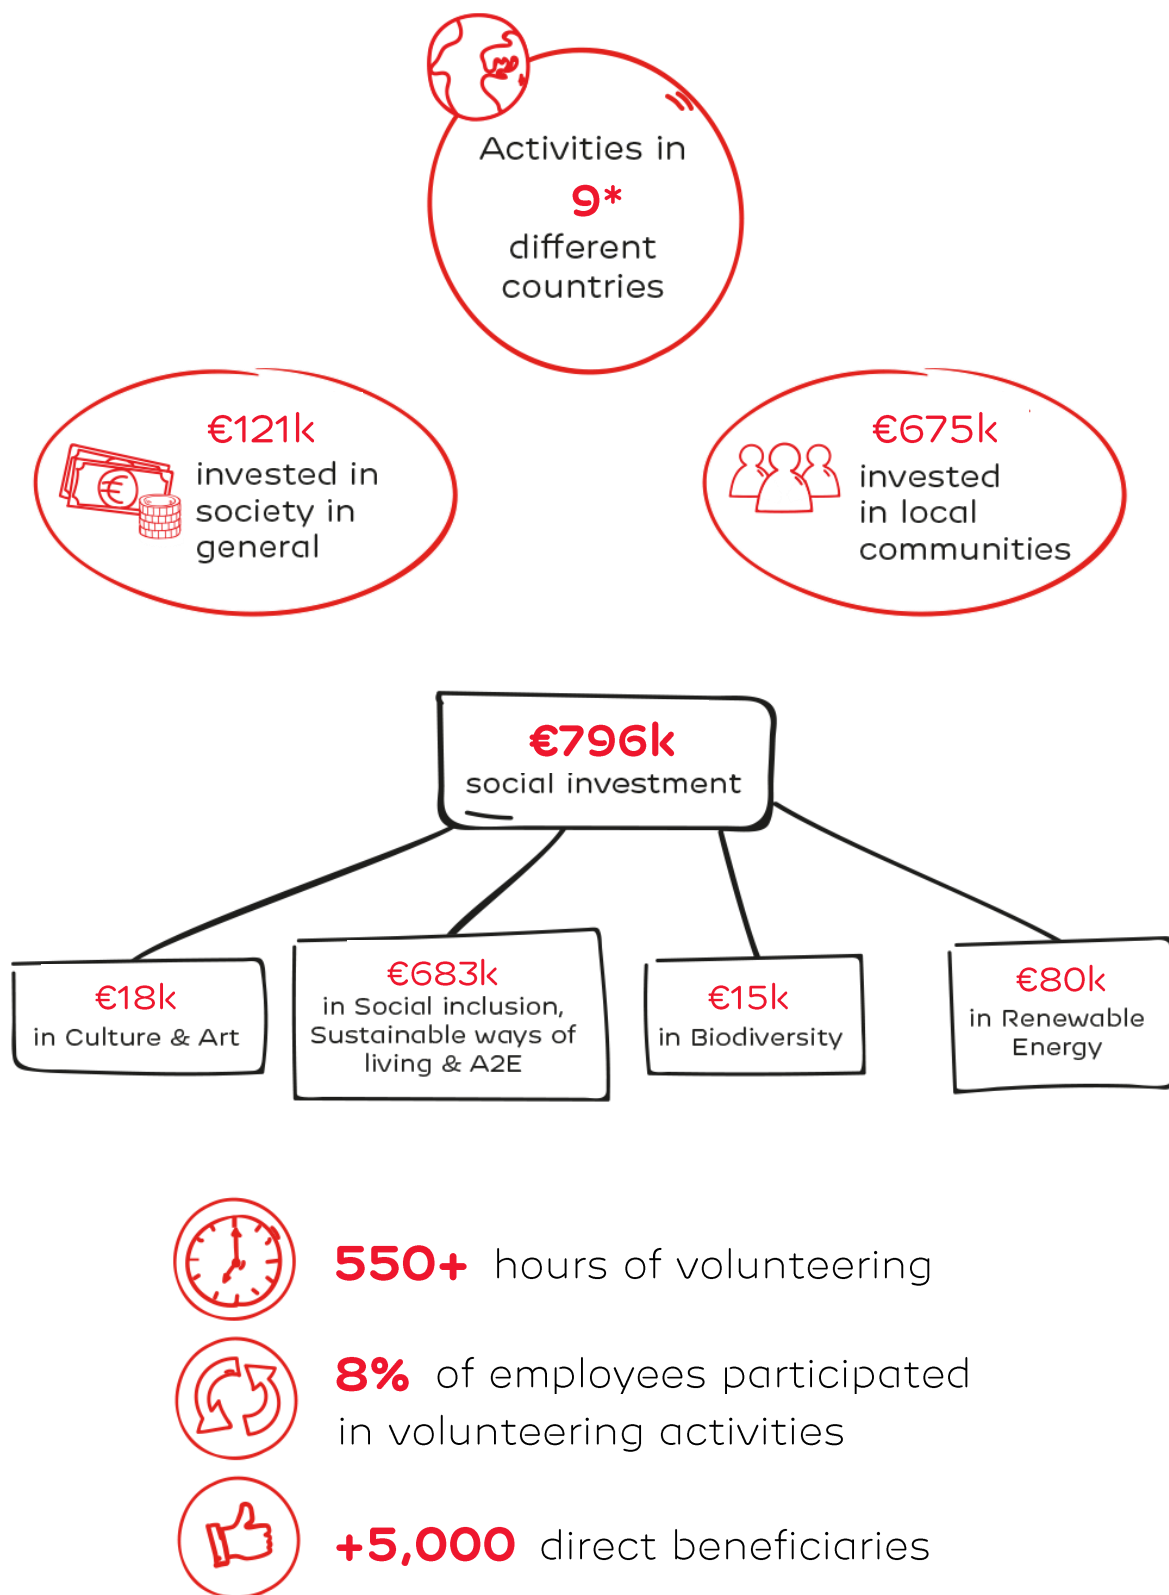 Activities in
9*
different
countries
€121k
invested in
society in
general
€675k
invested
in local
communities
€796k
social investment
€18k
in Culture & Art
€683k
in Social inclusion,
Sustainable ways of
living & A2E
€15k
in Biodiversity
€80k
in Renewable
Energy
550+ hours of volunteering
8% of employees participated
in volunteering activities
+5,000 direct beneficiaries